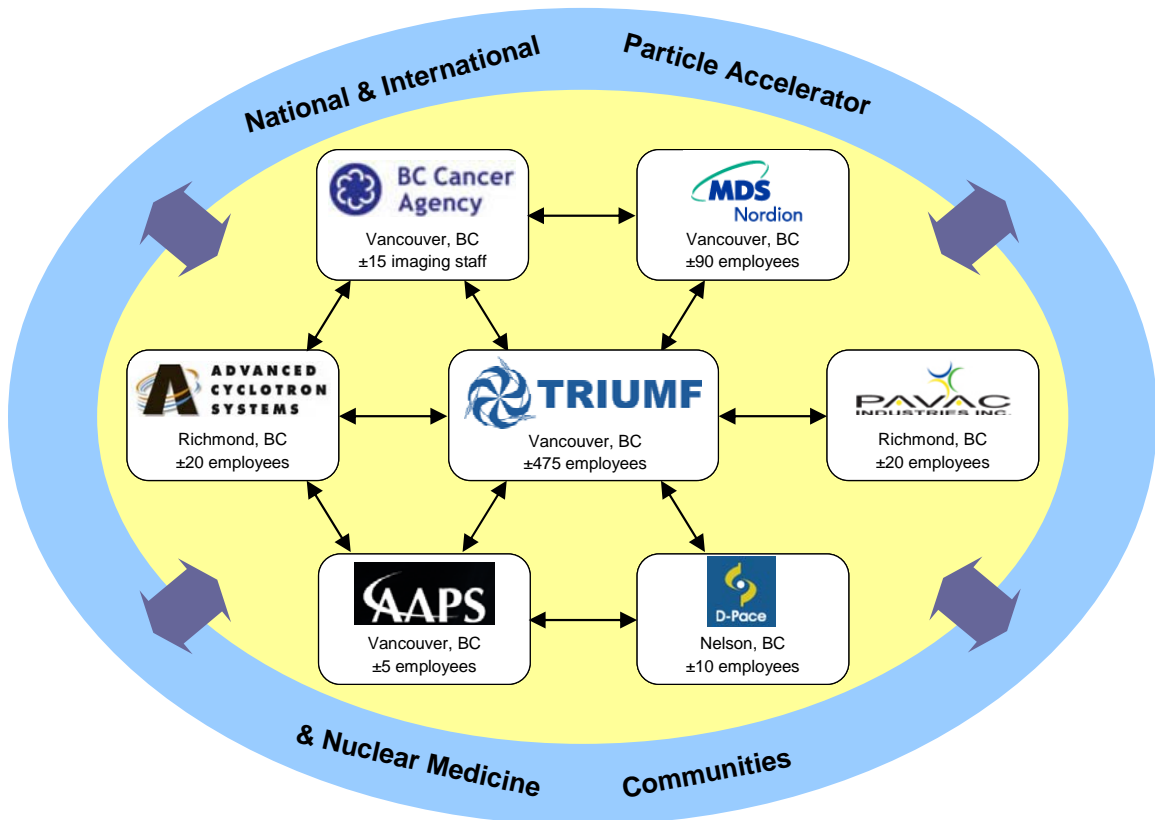 National & International
Particle Accelerator
BC Cancer
Agency
Vancouver, BC
±15 imaging staff
MDS
Nordion
Vancouver, BC
±90 employees
ADVANCED
CYCLOTRON
SYSTEMS
Richmond, BC
±20 employees
TRIUMF
Vancouver, BC
±475 employees
PAVAC
INDUSTRIES INC.
Richmond, BC
±20 employees
AAPS
Vancouver, BC
±5 employees
D-Pace
Nelson, BC
±10 employees
& Nuclear Medicine
Communities